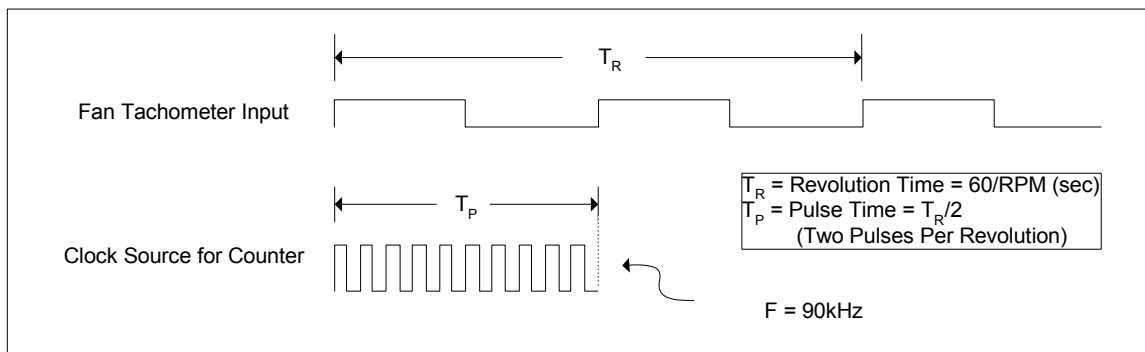 T_R
Fan Tachometer Input
T_R = Revolution Time = 60/RPM (sec)
T_P = Pulse Time = T_R/2
(Two Pulses Per Revolution)
T_P
Clock Source for Counter
F = 90kHz